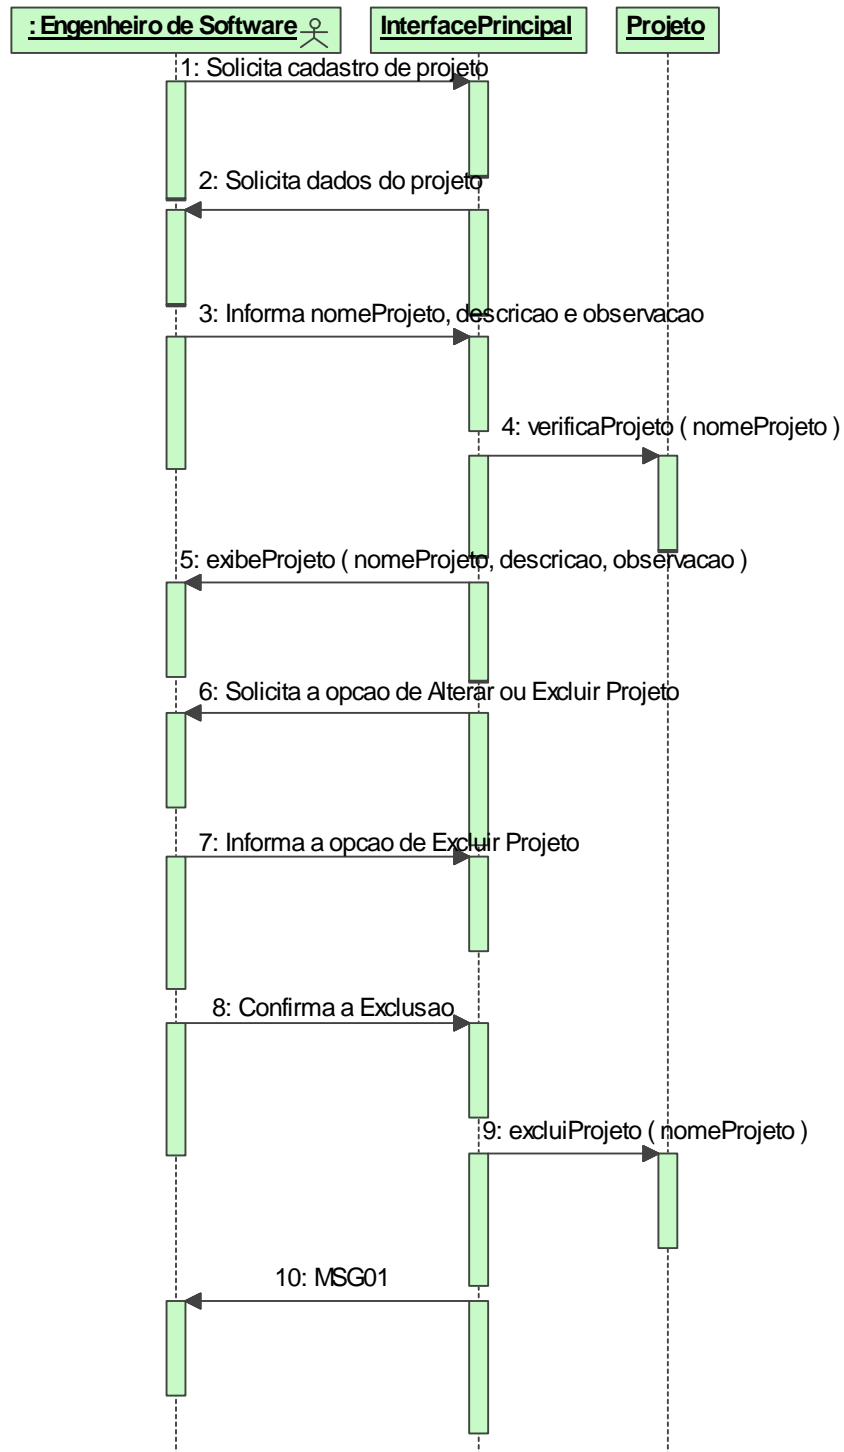 : Engenheiro de Software
InterfacePrincipal
Projeto
1: Solicita cadastro de projeto
2: Solicita dados do projeto
3: Informa nomeProjeto, descricao e observacao
4: verificaProjeto ( nomeProjeto )
5: exibeProjeto ( nomeProjeto, descricao, observacao )
6: Solicita a opcao de Alterar ou Excluir Projeto
7: Informa a opcao de Excluir Projeto
8: Confirma a Exclusao
9: excluiProjeto ( nomeProjeto )
10: MSG01